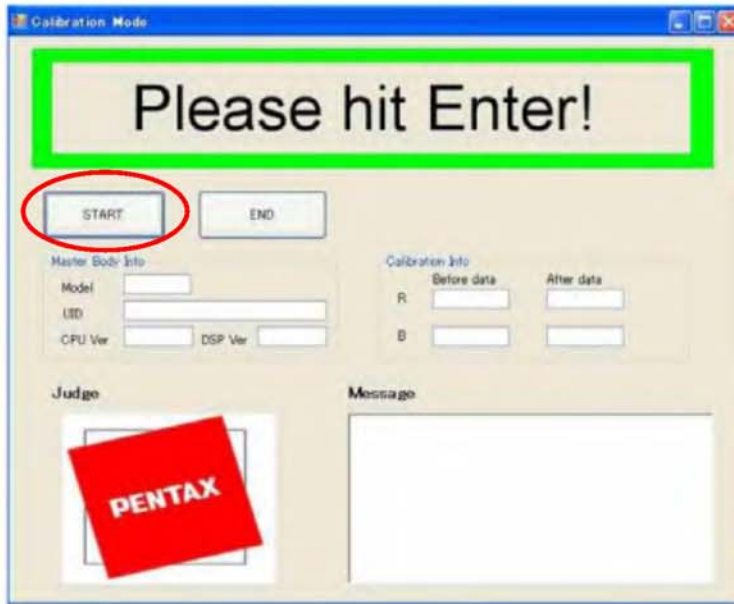 Calibration Mode
Please hit Enter!
START END
Master Body Info
Model
UID
CPU Ver DSP Ver
Calibration Info
Before data After data
R
B
Judge
PENTAX
Message